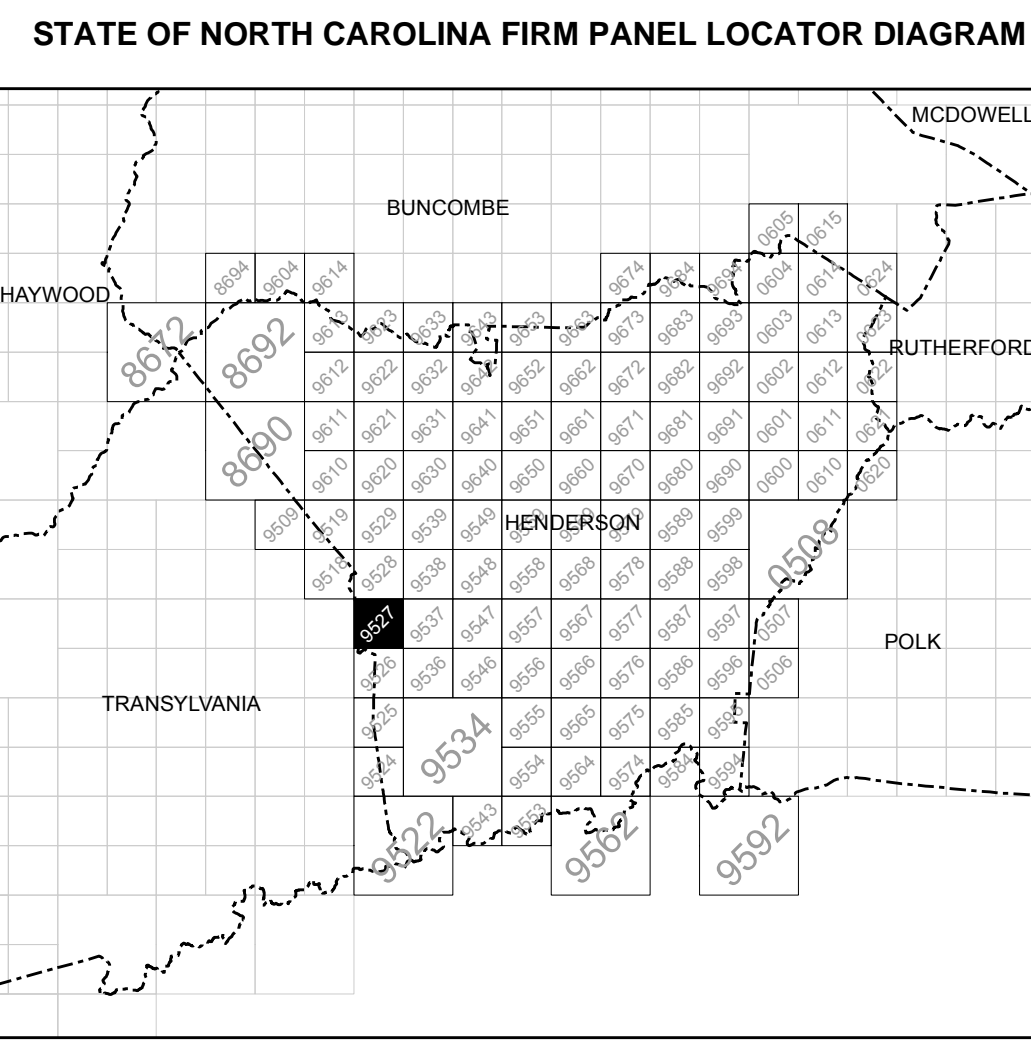 STATE OF NORTH CAROLINA FIRM PANEL LOCATOR DIAGRAM
MCDOWELL
BUNCOMBE
0605 0615
HAYWOOD
8694 9604 9614 9674 9684 9694 0604 0614 0624
8672 8692 9613 9623 9633 9643 9653 9663 9673 9683 9693 0603 0613 0623
RUTHERFORD
9612 9622 9632 9642 9652 9662 9672 9682 9692 0602 0612 0622
8690 9611 9621 9631 9641 9651 9661 9671 9681 9691 0601 0611 0621
9610 9620 9630 9640 9650 9660 9670 9680 9690 0600 0610 0620
HENDERSON
9509 9519 9529 9539 9549 9559 9569 9579 9589 9599 0508
9518 9528 9538 9548 9558 9568 9578 9588 9598
9527 9537 9547 9557 9567 9577 9587 9597 0507
POLK
9526 9536 9546 9556 9566 9576 9586 9596 0506
TRANSYLVANIA
9525 9534 9555 9565 9575 9585 9595
9524 9554 9564 9574 9584 9594
9522 9543 9553 9562 9592